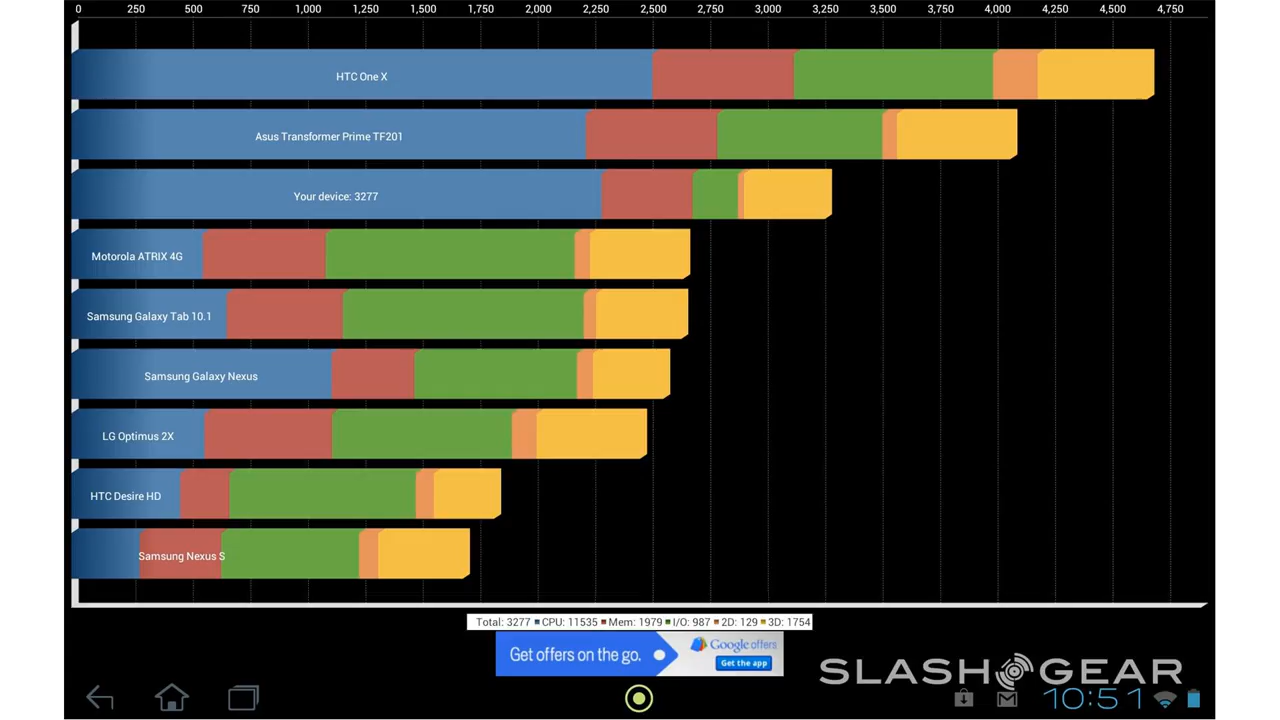 0 250 500 750 1,000 1,250 1,500 1,750 2,000 2,250 2,500 2,750 3,000 3,250 3,500 3,750 4,000 4,250 4,500 4,750
HTC One X
Asus Transformer Prime TF201
Your device: 3277
Motorola ATRIX 4G
Samsung Galaxy Tab 10.1
Samsung Galaxy Nexus
LG Optimus 2X
HTC Desire HD
Samsung Nexus S
Total: 3277 CPU: 11535 Mem: 1979 I/O: 987 2D: 129 3D: 1754
Get offers on the go.
Google offers
Get the app
SLASHGEAR
10:51